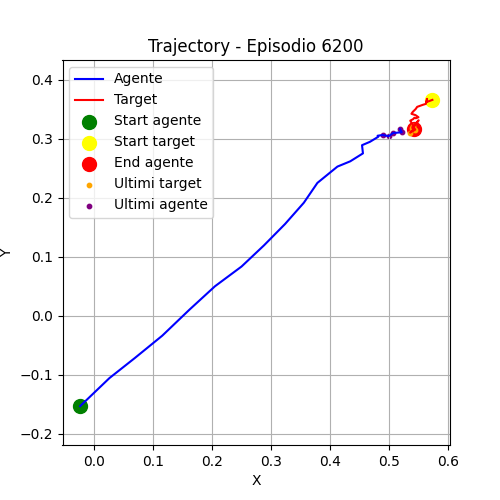 Trajectory - Episodio 6200
Agente
Target
Start agente
Start target
End agente
Ultimi target
Ultimi agente
0.4
0.3
0.2
0.1
0.0
−0.1
−0.2
Y
0.0
0.1
0.2
0.3
0.4
0.5
0.6
X